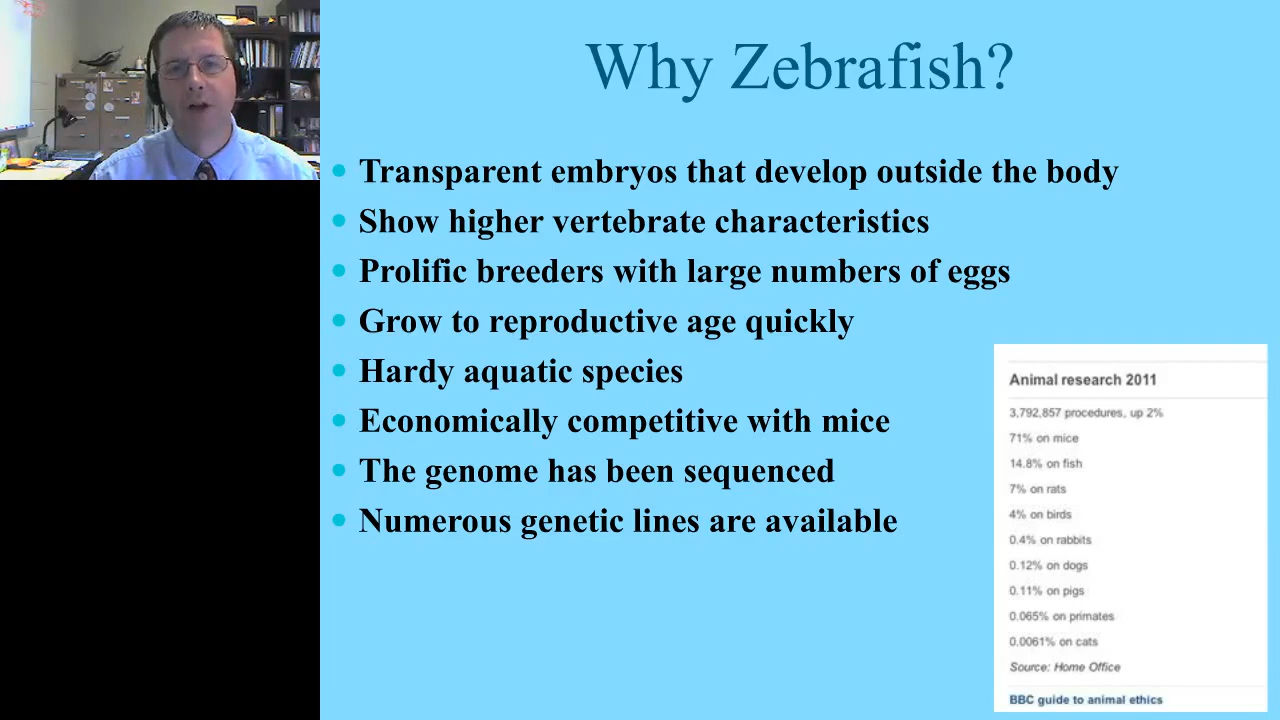 Why Zebrafish?
Transparent embryos that develop outside the body
Show higher vertebrate characteristics
Prolific breeders with large numbers of eggs
Grow to reproductive age quickly
Hardy aquatic species
Economically competitive with mice
The genome has been sequenced
Numerous genetic lines are available
Animal research 2011
3,792,857 procedures, up 2%
71% on mice
14.8% on fish
7% on rats
4% on birds
0.4% on rabbits
0.12% on dogs
0.11% on pigs
0.065% on primates
0.0061% on cats
Source: Home Office
BBC guide to animal ethics